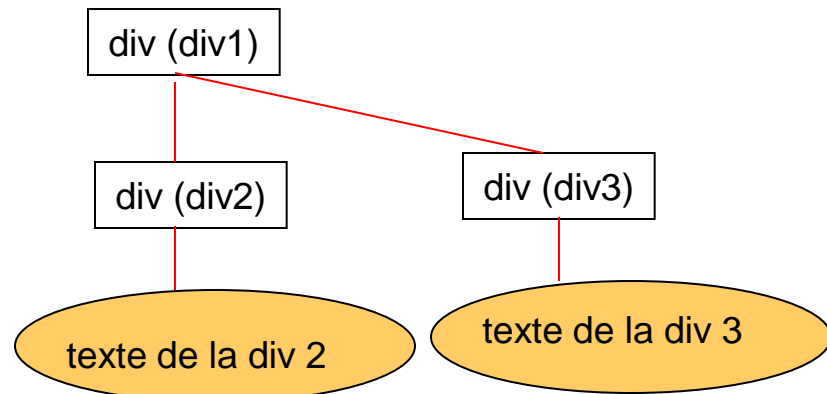 div (div1)
div (div2)
div (div3)
texte de la div 2
texte de la div 3